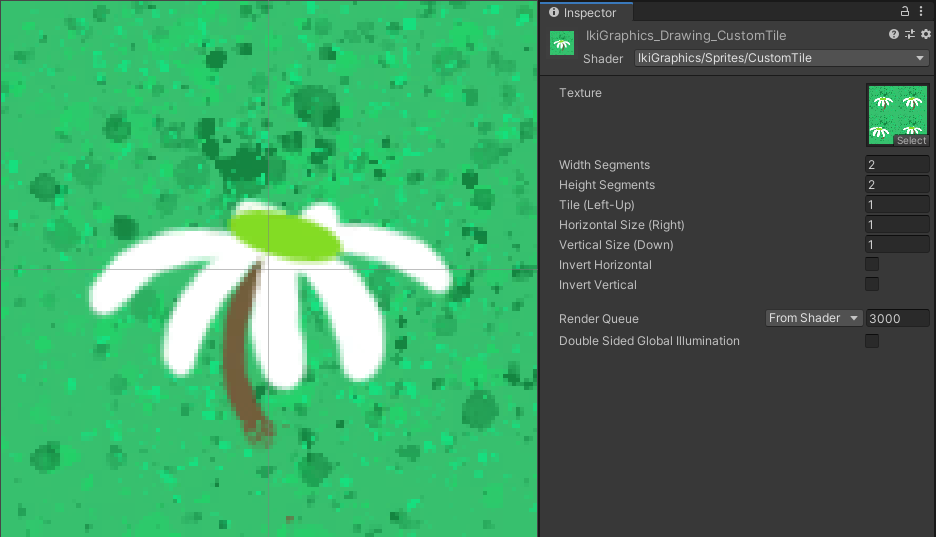 Inspector
IkiGraphics_Drawing_CustomTile
Shader IkiGraphics/Sprites/CustomTile
Texture
Select
Width Segments 2
Height Segments 2
Tile (Left-Up) 1
Horizontal Size (Right) 1
Vertical Size (Down) 1
Invert Horizontal
Invert Vertical
Render Queue From Shader 3000
Double Sided Global Illumination